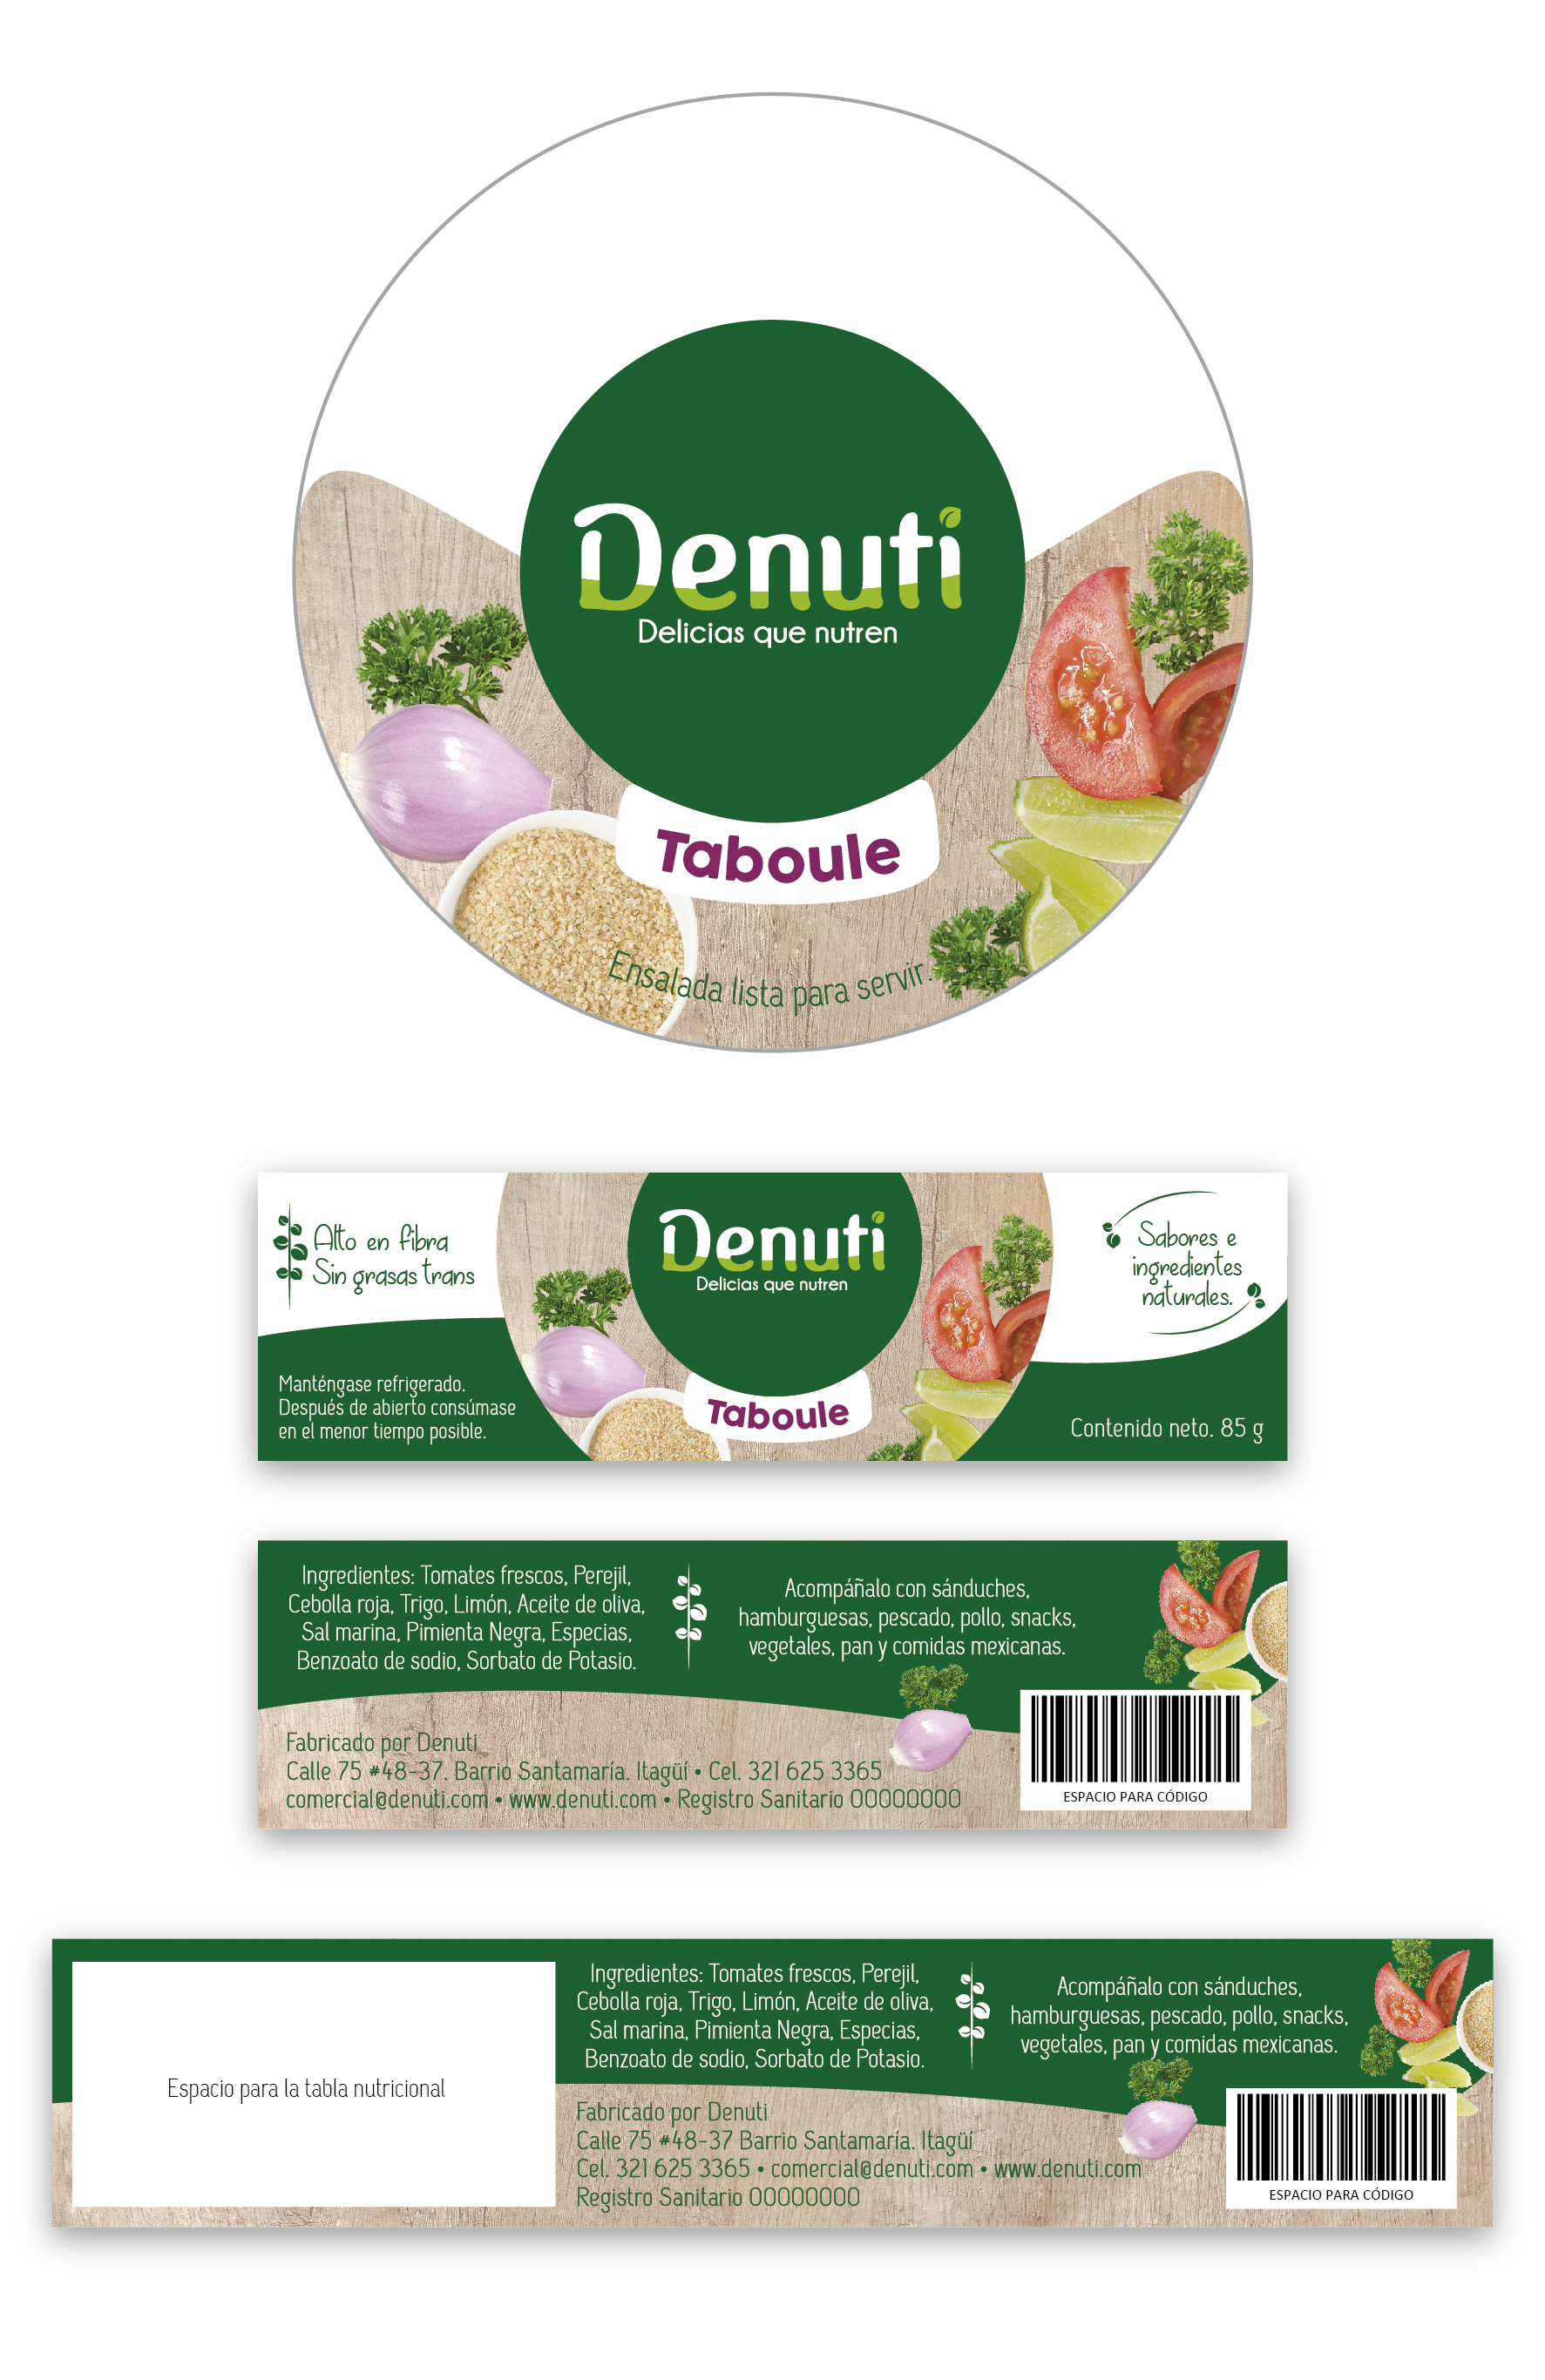 Denuti
Delicias que nutren
Taboule
Ensalada lista para servir.
Alto en fibra
Sin grasas trans
Manténgase refrigerado.
Después de abierto consúmase
en el menor tiempo posible.
Denuti
Delicias que nutren
Taboule
Sabores e
ingredientes
naturales.
Contenido neto. 85 g
Ingredientes: Tomates frescos, Perejil,
Cebolla roja, Trigo, Limón, Aceite de oliva,
Sal marina, Pimienta Negra, Especias,
Benzoato de sodio, Sorbato de Potasio.
Acompáñalo con sánduches,
hamburguesas, pescado, pollo, snacks,
vegetales, pan y comidas mexicanas.
Fabricado por Denuti
Calle 75 #48-37. Barrio Santamaría. Itagüí • Cel. 321 625 3365
comercial@denuti.com • www.denuti.com • Registro Sanitario 00000000
ESPACIO PARA CÓDIGO
Espacio para la tabla nutricional
Ingredientes: Tomates frescos, Perejil,
Cebolla roja, Trigo, Limón, Aceite de oliva,
Sal marina, Pimienta Negra, Especias,
Benzoato de sodio, Sorbato de Potasio.
Acompáñalo con sánduches,
hamburguesas, pescado, pollo, snacks,
vegetales, pan y comidas mexicanas.
Fabricado por Denuti
Calle 75 #48-37 Barrio Santamaría. Itagüí
Cel. 321 625 3365 • comercial@denuti.com • www.denuti.com
Registro Sanitario 00000000
ESPACIO PARA CÓDIGO